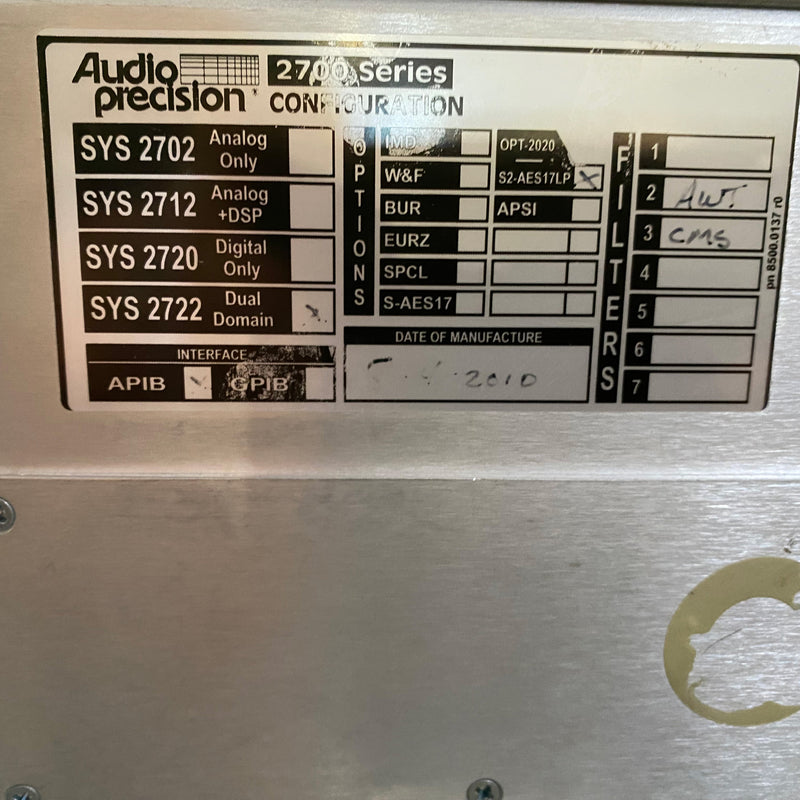 Audio precision
2700 Series
CONFIGURATION
SYS 2702 Analog Only
SYS 2712 Analog +DSP
SYS 2720 Digital Only
SYS 2722 Dual Domain x
INTERFACE
APIB x GPIB
OPTIONS
IMD
W&F
BUR
EURZ
SPCL
S-AES17
OPT-2020
S2-AES17LP x
APSI
DATE OF MANUFACTURE
2010
FILTERS
1
2 AWT
3 CMS
4
5
6
7
pn 8500.0137 r0